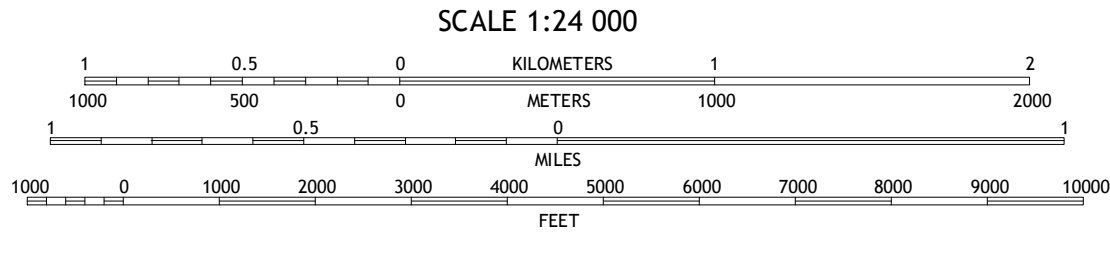 SCALE 1:24 000
1 0.5 0 KILOMETERS 1 2
1000 500 0 METERS 1000 2000
1 0.5 0 1
MILES
1000 0 1000 2000 3000 4000 5000 6000 7000 8000 9000 10000
FEET